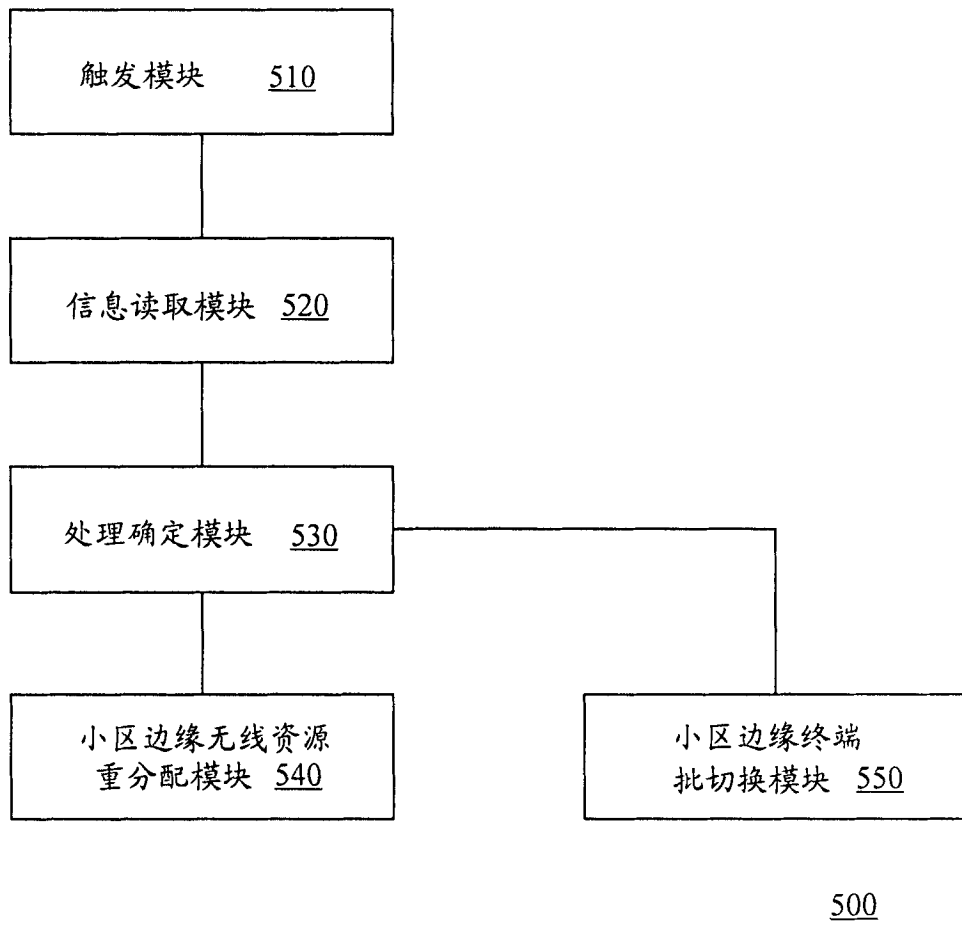 触发模块 510
信息读取模块 520
处理确定模块 530
小区边缘无线资源
重分配模块 540
小区边缘终端
批切换模块 550
500